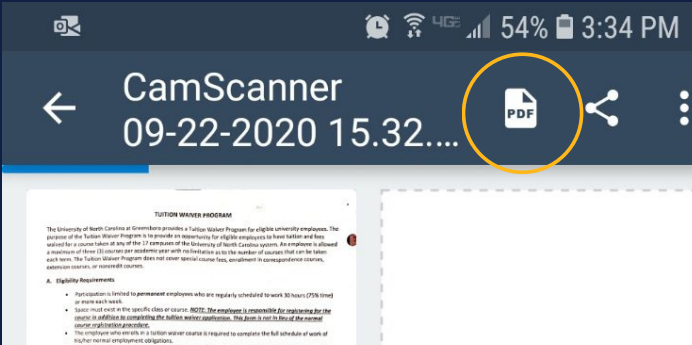 4GE 54% 3:34 PM
CamScanner
09-22-2020 15.32....
PDF
TUITION WAIVER PROGRAM
The University of North Carolina at Greensboro provides a Tuition Waiver Program for eligible university employees. The
purpose of the Tuition Waiver Program is to provide an opportunity for eligible employees to have tuition and fees
waived for a course taken at any of the 17 campuses of the University of North Carolina system. An employee is allowed
a maximum of three (3) courses per academic year with no limitation as to the number of courses that can be taken
each term. The Tuition Waiver Program does not cover special course fees, enrollment in correspondence courses,
extension courses, or noncredit courses.
A. Eligibility Requirements
• Participation is limited to permanent employees who are regularly scheduled to work 30 hours (75% time)
or more each week.
• Space must exist in the specific class or course. NOTE: The employee is responsible for registering for the
course in addition to completing the tuition waiver application. This form is not in lieu of the normal
course registration procedure.
• The employee who enrolls in a tuition waiver course is required to complete the full schedule of work of
his/her normal employment obligations.